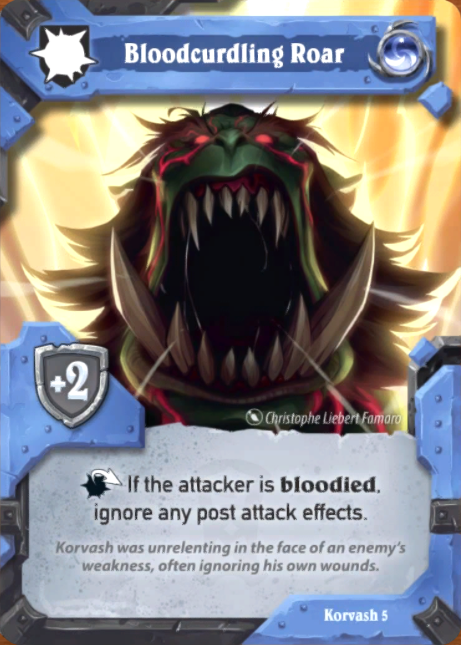 Bloodcurdling Roar
+2
Christophe Liebert Famaro
If the attacker is bloodied,
ignore any post attack effects.
Korvash was unrelenting in the face of an enemy's
weakness, often ignoring his own wounds.
Korvash 5